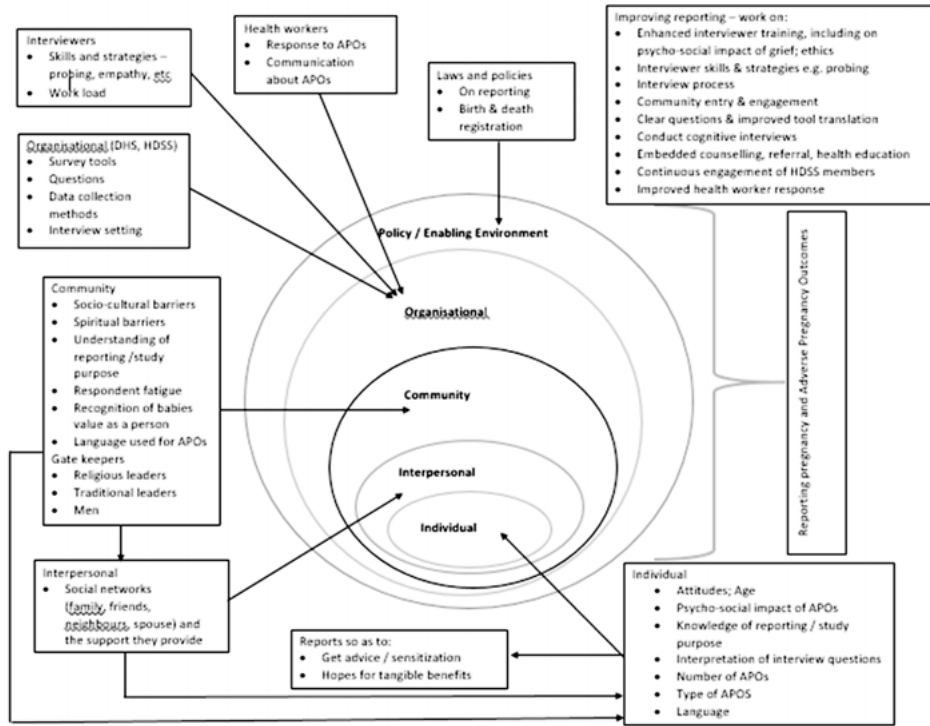 Interviewers
• Skills and strategies –
probing, empathy, etc
• Work load
Health workers
• Response to APOs
• Communication
about APOs
Laws and policies
• On reporting
• Birth & death
registration
Improving reporting – work on:
• Enhanced interviewer training, including on
psycho-social impact of grief; ethics
• Interviewer skills & strategies e.g. probing
• Interview process
• Community entry & engagement
• Clear questions & improved tool translation
• Conduct cognitive interviews
• Embedded counselling, referral, health education
• Continuous engagement of HDSS members
• Improved health worker response
Organisational (DHS, HDSS)
• Survey tools
• Questions
• Data collection
methods
• Interview setting
Policy / Enabling Environment
Organisational
Community
Interpersonal
Individual
Reporting pregnancy and Adverse Pregnancy Outcomes
Community
• Socio-cultural barriers
• Spiritual barriers
• Understanding of
reporting /study
purpose
• Respondent fatigue
• Recognition of babies
value as a person
• Language used for APOs
Gate keepers
• Religious leaders
• Traditional leaders
• Men
Interpersonal
• Social networks
(family, friends,
neighbours, spouse) and
the support they provide
Reports so as to:
• Get advice / sensitization
• Hopes for tangible benefits
Individual
• Attitudes; Age
• Psycho-social impact of APOs
• Knowledge of reporting / study
purpose
• Interpretation of interview questions
• Number of APOs
• Type of APOS
• Language